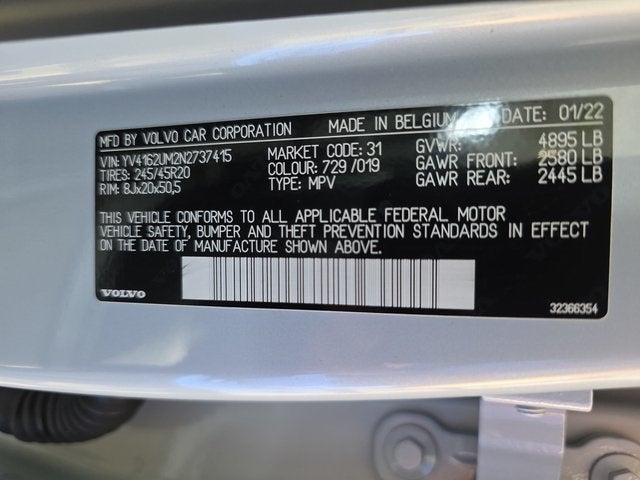 MFD BY VOLVO CAR CORPORATION MADE IN BELGIUM DATE: 01/22
VIN: YV4162UM2N2737415 MARKET CODE: 31 GVWR: 4895 LB
TIRES: 245/45R20 COLOUR: 729/019 GAWR FRONT: 2580 LB
RIM: 8Jx20x50,5 TYPE: MPV GAWR REAR: 2445 LB
THIS VEHICLE CONFORMS TO ALL APPLICABLE FEDERAL MOTOR
VEHICLE SAFETY, BUMPER AND THEFT PREVENTION STANDARDS IN EFFECT
ON THE DATE OF MANUFACTURE SHOWN ABOVE.
VOLVO 32366354